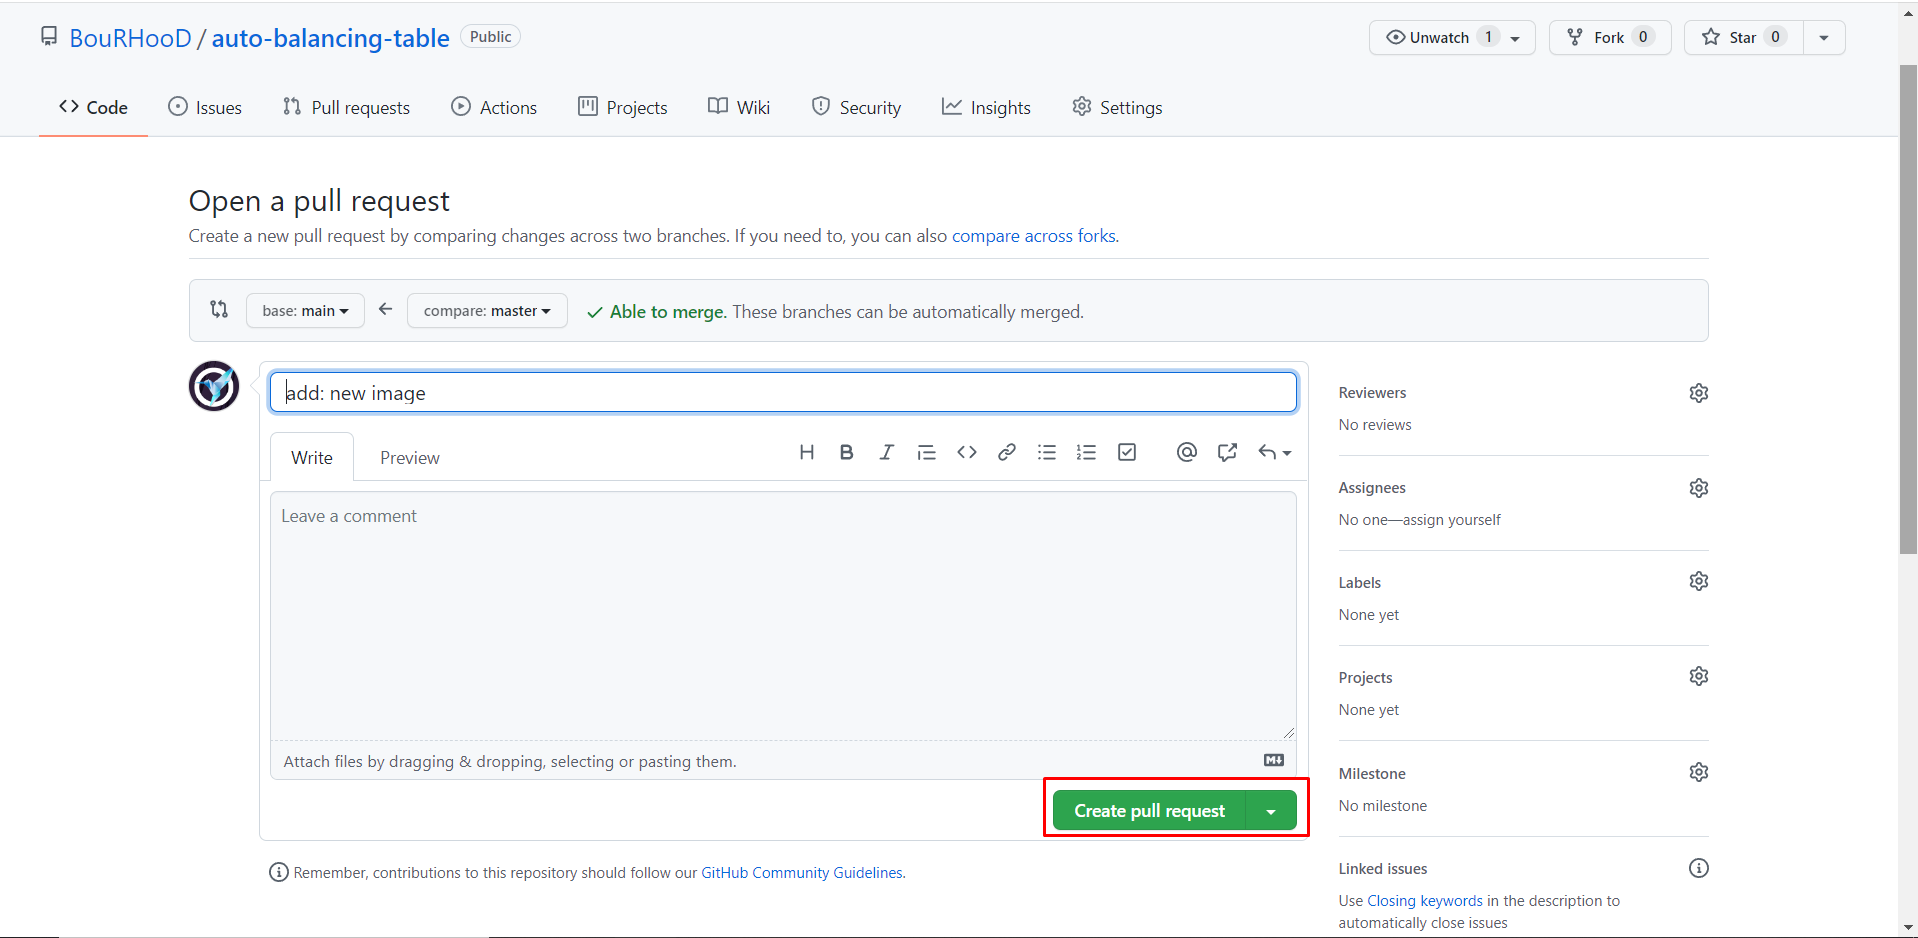 BouRHooD / auto-balancing-table Public Unwatch 1 Fork 0 Star 0
Code Issues Pull requests Actions Projects Wiki Security Insights Settings
Open a pull request
Create a new pull request by comparing changes across two branches. If you need to, you can also compare across forks.
base: main compare: master Able to merge. These branches can be automatically merged.
add: new image
Write Preview
Leave a comment
Attach files by dragging & dropping, selecting or pasting them.
Create pull request
Remember, contributions to this repository should follow our GitHub Community Guidelines.
Reviewers
No reviews
Assignees
No one—assign yourself
Labels
None yet
Projects
None yet
Milestone
No milestone
Linked issues
Use Closing keywords in the description to
automatically close issues